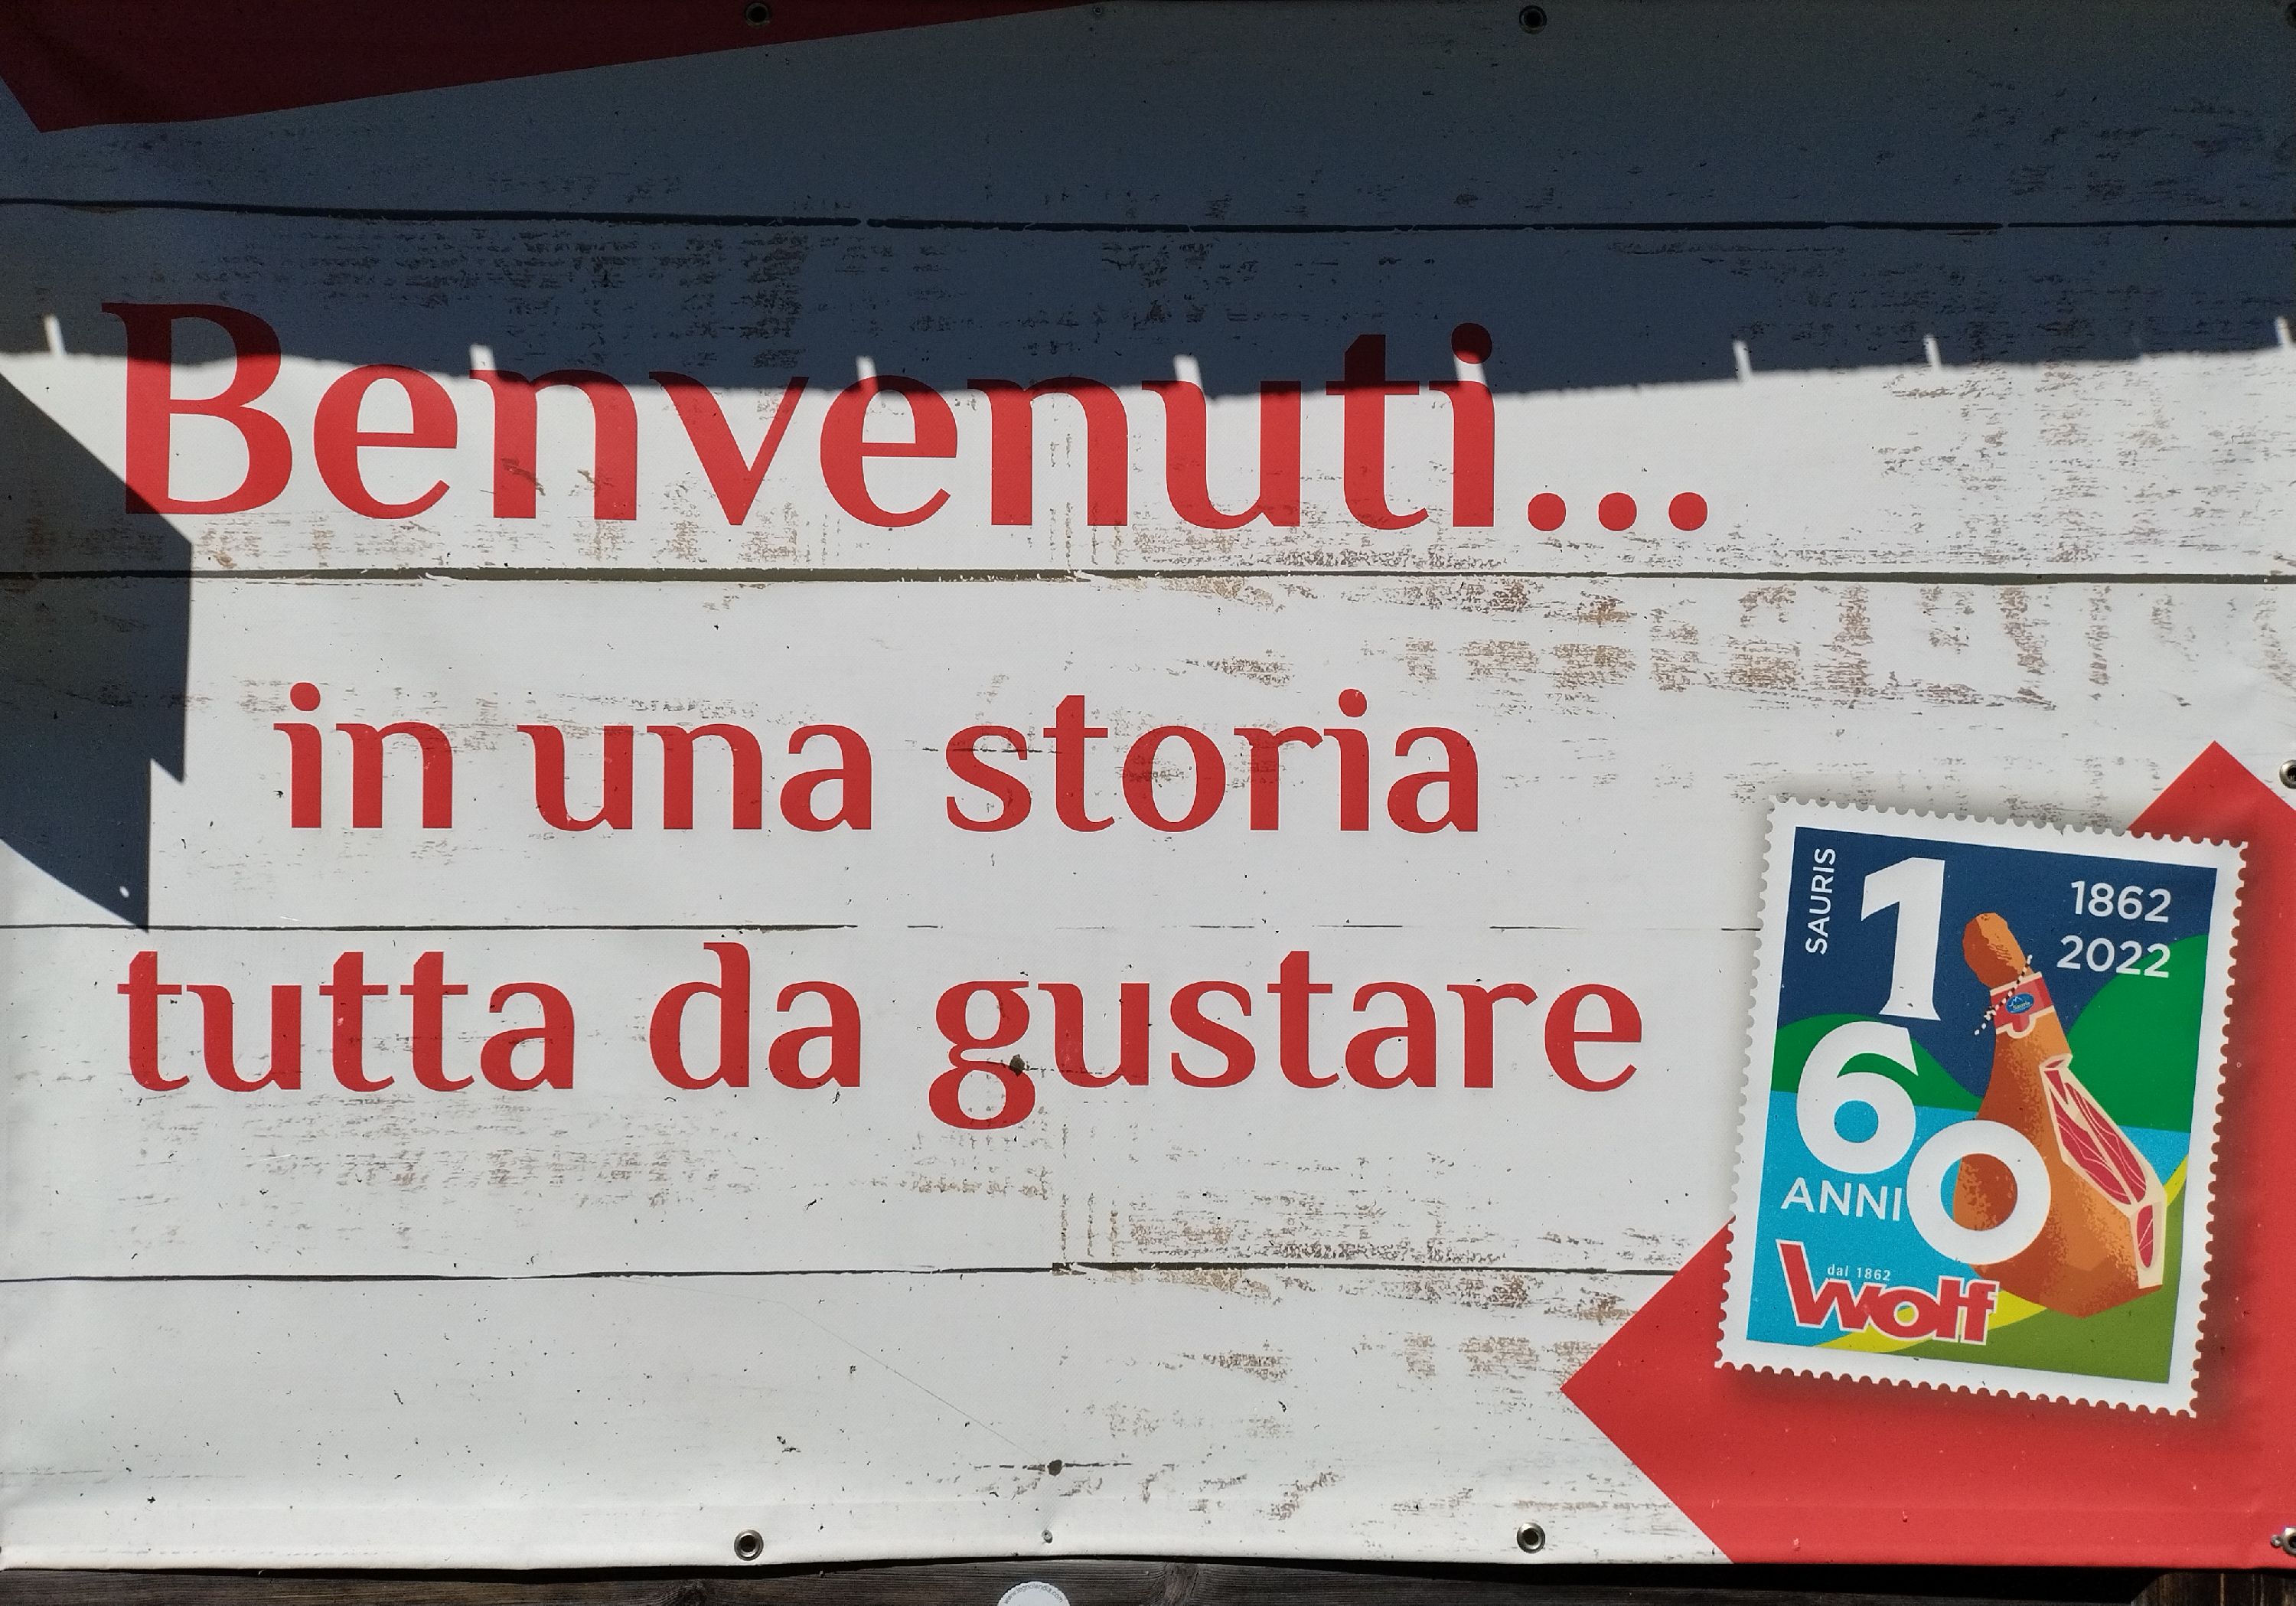 Benvenuti...
in una storia
tutta da gustare
SAURIS
1862
2022
160
ANNI
dal 1862
wolf